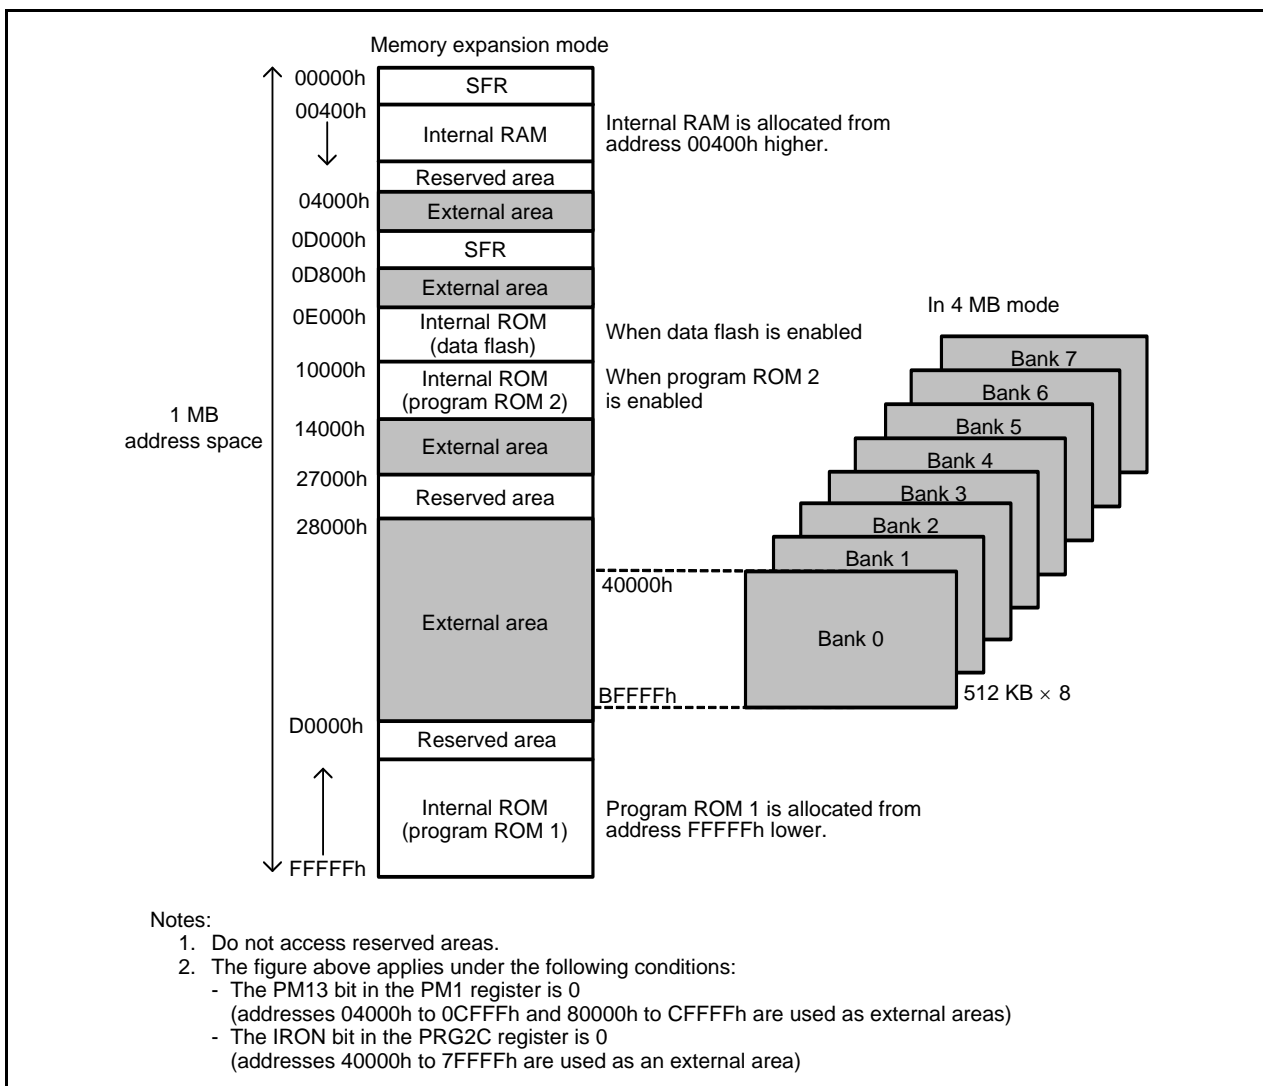 Memory expansion mode
00000h
SFR
00400h
Internal RAM
Internal RAM is allocated from
address 00400h higher.
Reserved area
04000h
External area
0D000h
SFR
0D800h
External area
0E000h
Internal ROM
(data flash)
When data flash is enabled
10000h
Internal ROM
(program ROM 2)
When program ROM 2
is enabled
1 MB
address space
14000h
External area
27000h
Reserved area
28000h
External area
40000h
BFFFFh
D0000h
Reserved area
Internal ROM
(program ROM 1)
Program ROM 1 is allocated from
address FFFFFh lower.
FFFFFh
In 4 MB mode
Bank 7
Bank 6
Bank 5
Bank 4
Bank 3
Bank 2
Bank 1
Bank 0
512 KB × 8
Notes:
1. Do not access reserved areas.
2. The figure above applies under the following conditions:
- The PM13 bit in the PM1 register is 0
(addresses 04000h to 0CFFFh and 80000h to CFFFFh are used as external areas)
- The IRON bit in the PRG2C register is 0
(addresses 40000h to 7FFFFh are used as an external area)